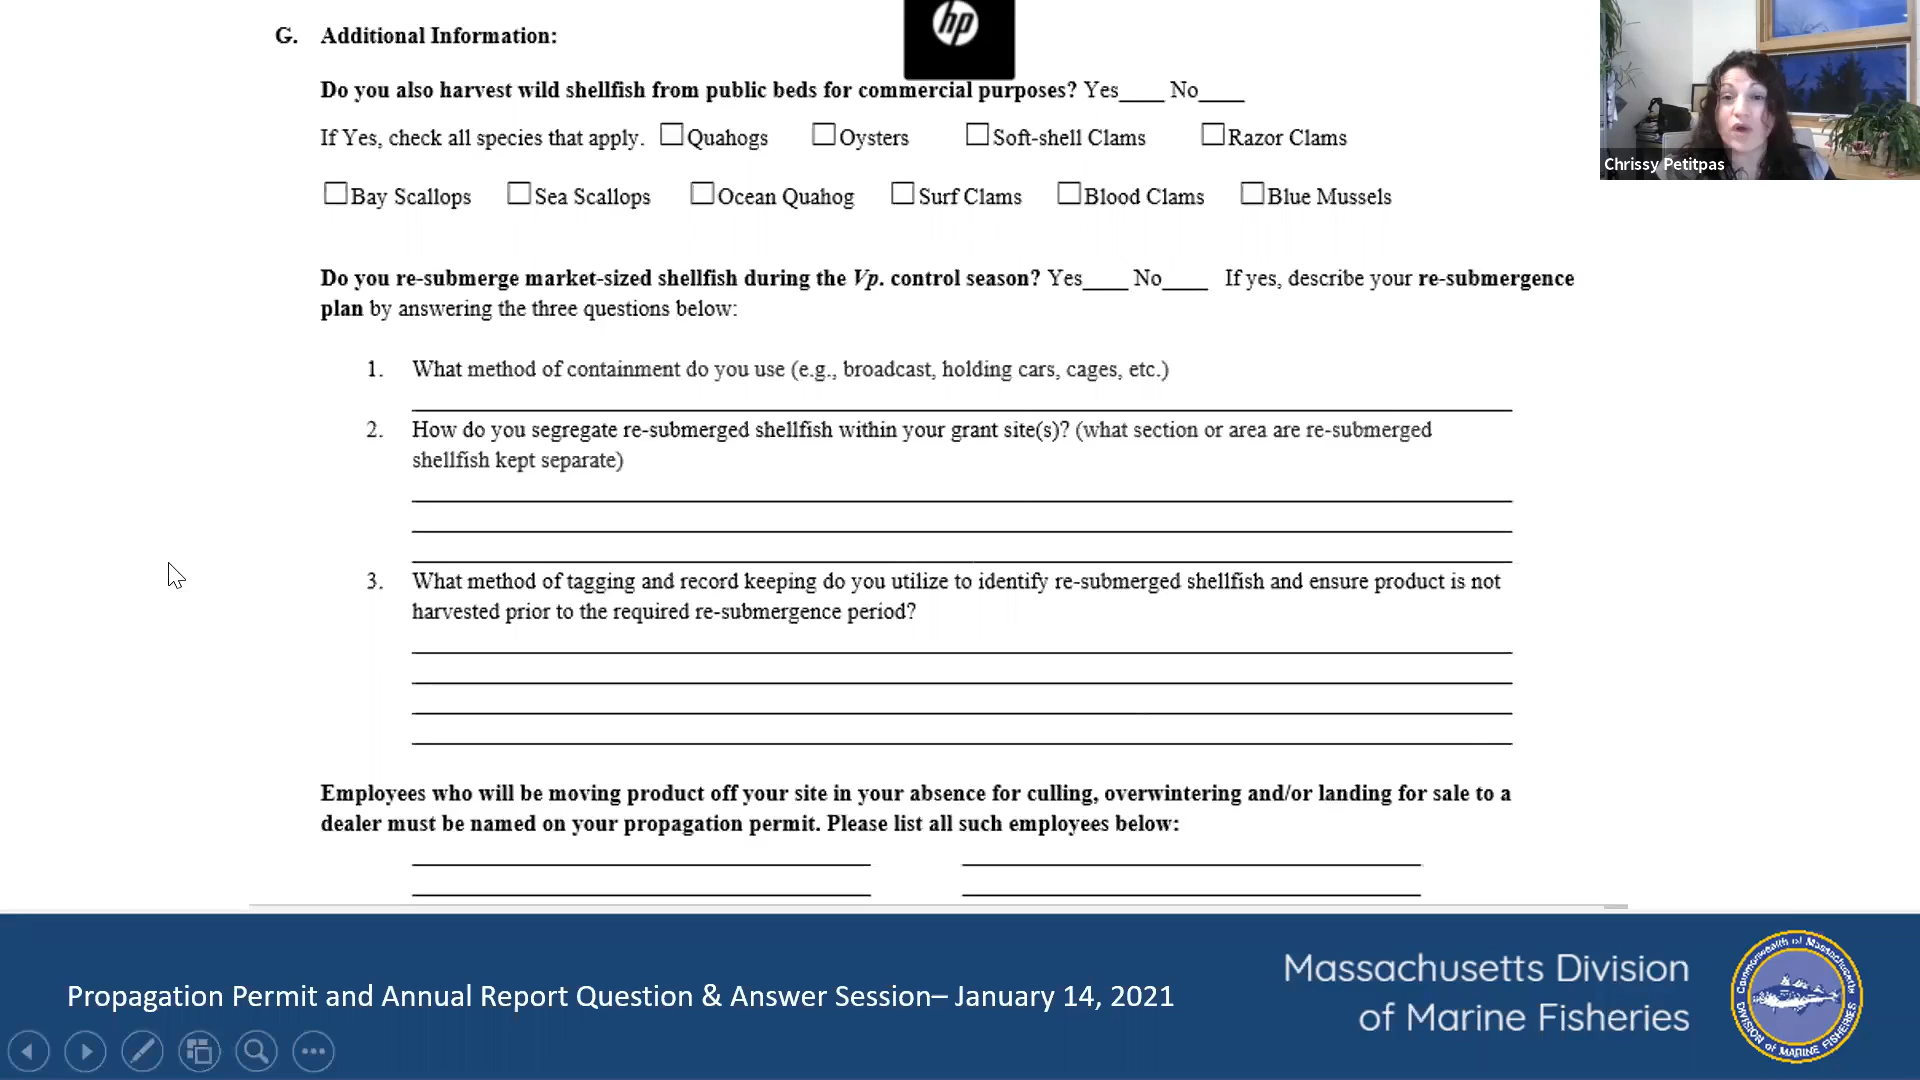 G. Additional Information:
hp
Do you also harvest wild shellfish from public beds for commercial purposes? Yes____ No____
If Yes, check all species that apply. ☐Quahogs ☐Oysters ☐Soft-shell Clams ☐Razor Clams
☐Bay Scallops ☐Sea Scallops ☐Ocean Quahog ☐Surf Clams ☐Blood Clams ☐Blue Mussels
Chrissy Petitpas
Do you re-submerge market-sized shellfish during the Vp. control season? Yes____ No____ If yes, describe your re-submergence
plan by answering the three questions below:
1. What method of containment do you use (e.g., broadcast, holding cars, cages, etc.)
2. How do you segregate re-submerged shellfish within your grant site(s)? (what section or area are re-submerged
shellfish kept separate)
3. What method of tagging and record keeping do you utilize to identify re-submerged shellfish and ensure product is not
harvested prior to the required re-submergence period?
Employees who will be moving product off your site in your absence for culling, overwintering and/or landing for sale to a
dealer must be named on your propagation permit. Please list all such employees below:
Propagation Permit and Annual Report Question & Answer Session– January 14, 2021
Massachusetts Division
of Marine Fisheries
Commonwealth of Massachusetts
DIVISION of MARINE FISHERIES